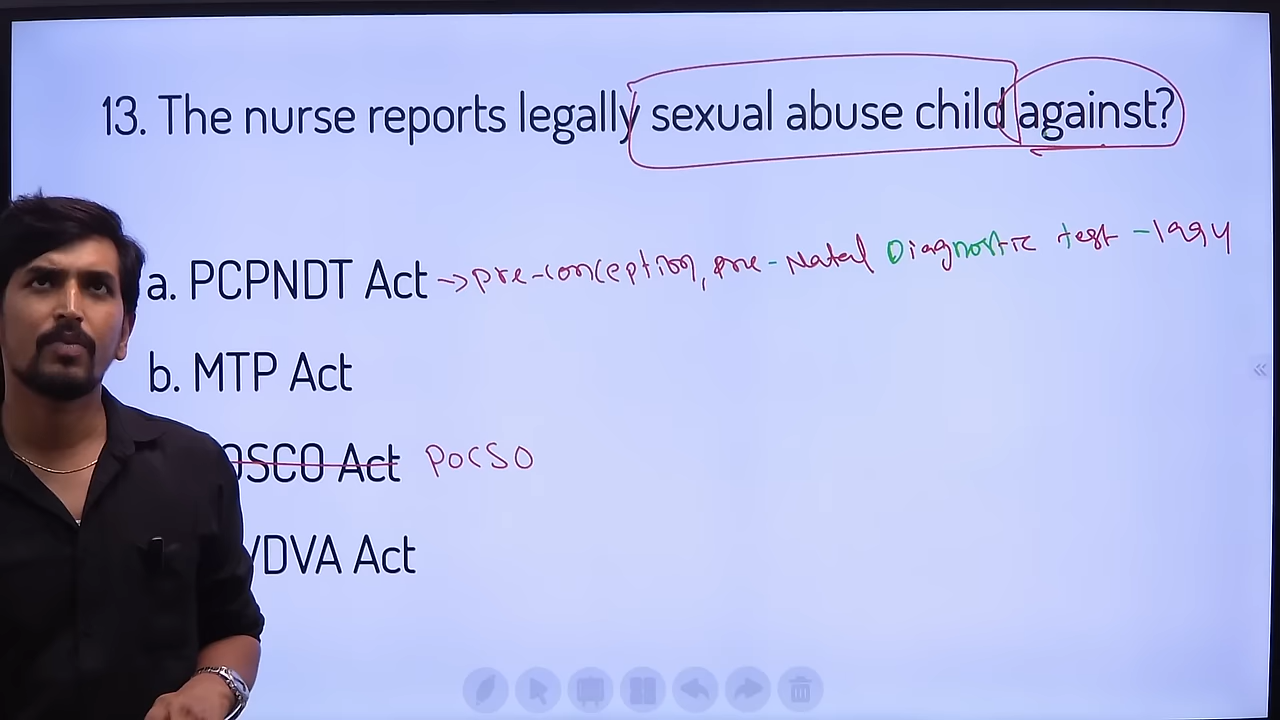 13. The nurse reports legally sexual abuse child against?
a. PCPNDT Act → pre-conception, pre-Natal Diagnostic test - 1994
b. MTP Act
OSCO Act POCSO
VDVA Act